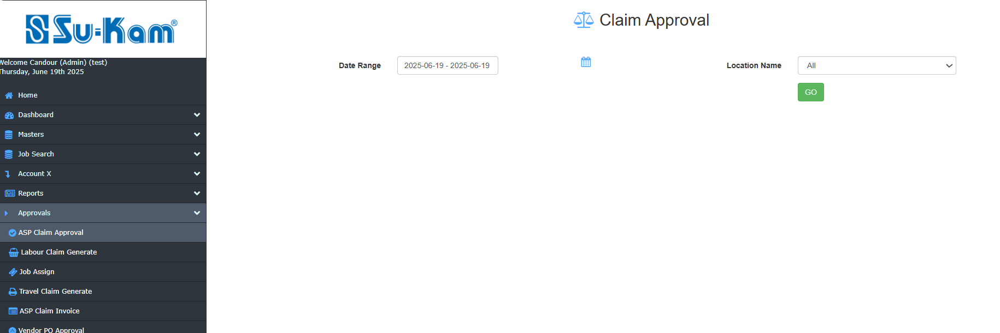 Su-Kam®
Welcome Candour (Admin) (test)
Thursday, June 19th 2025
Home
Dashboard
Masters
Job Search
Account X
Reports
Approvals
ASP Claim Approval
Labour Claim Generate
Job Assign
Travel Claim Generate
ASP Claim Invoice
Vendor PO Approval
Claim Approval
Date Range
2025-06-19 - 2025-06-19
Location Name
All
GO